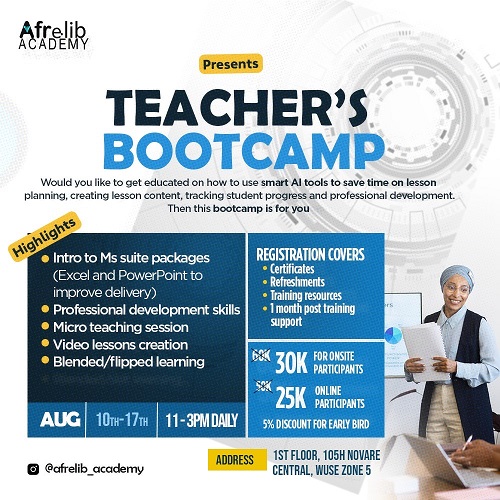 Afrelib
ACADEMY
Presents
TEACHER'S
BOOTCAMP
Would you like to get educated on how to use smart AI tools to save time on lesson
planning, creating lesson content, tracking student progress and professional development.
Then this bootcamp is for you
Highlights
Intro to Ms suite packages
(Excel and PowerPoint to
improve delivery)
Professional development skills
Micro teaching session
Video lessons creation
Blended/flipped learning
AUG
10TH-17TH
11-3PM DAILY
REGISTRATION COVERS
Certificates
Refreshments
Training resources
1 month post training
support
60K 30K FOR ONSITE
PARTICIPANTS
50K 25K ONLINE
PARTICIPANTS
5% DISCOUNT FOR EARLY BIRD
@afrelib_academy
ADDRESS
1ST FLOOR, 105H NOVARE
CENTRAL, WUSE ZONE 5